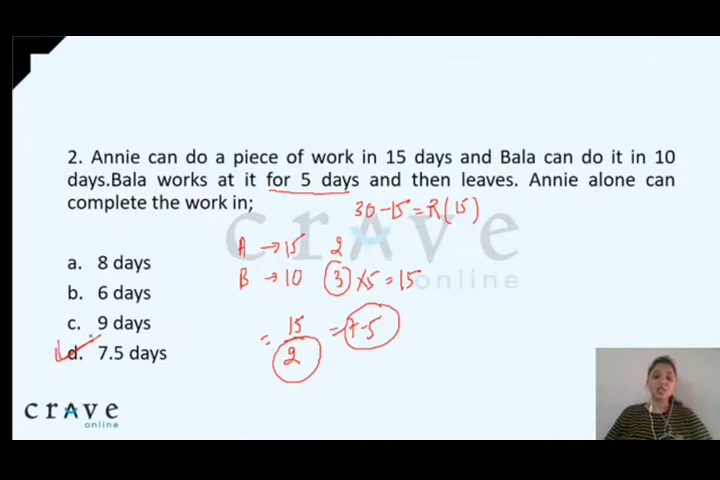 2. Annie can do a piece of work in 15 days and Bala can do it in 10
days.Bala works at it for 5 days and then leaves. Annie alone can
complete the work in;
30-15=R(15)
crave
online
A →15 2
B →10 3 ×5=15
a. 8 days
b. 6 days
c. 9 days
d. 7.5 days
= 15/2 =7.5
crave
online